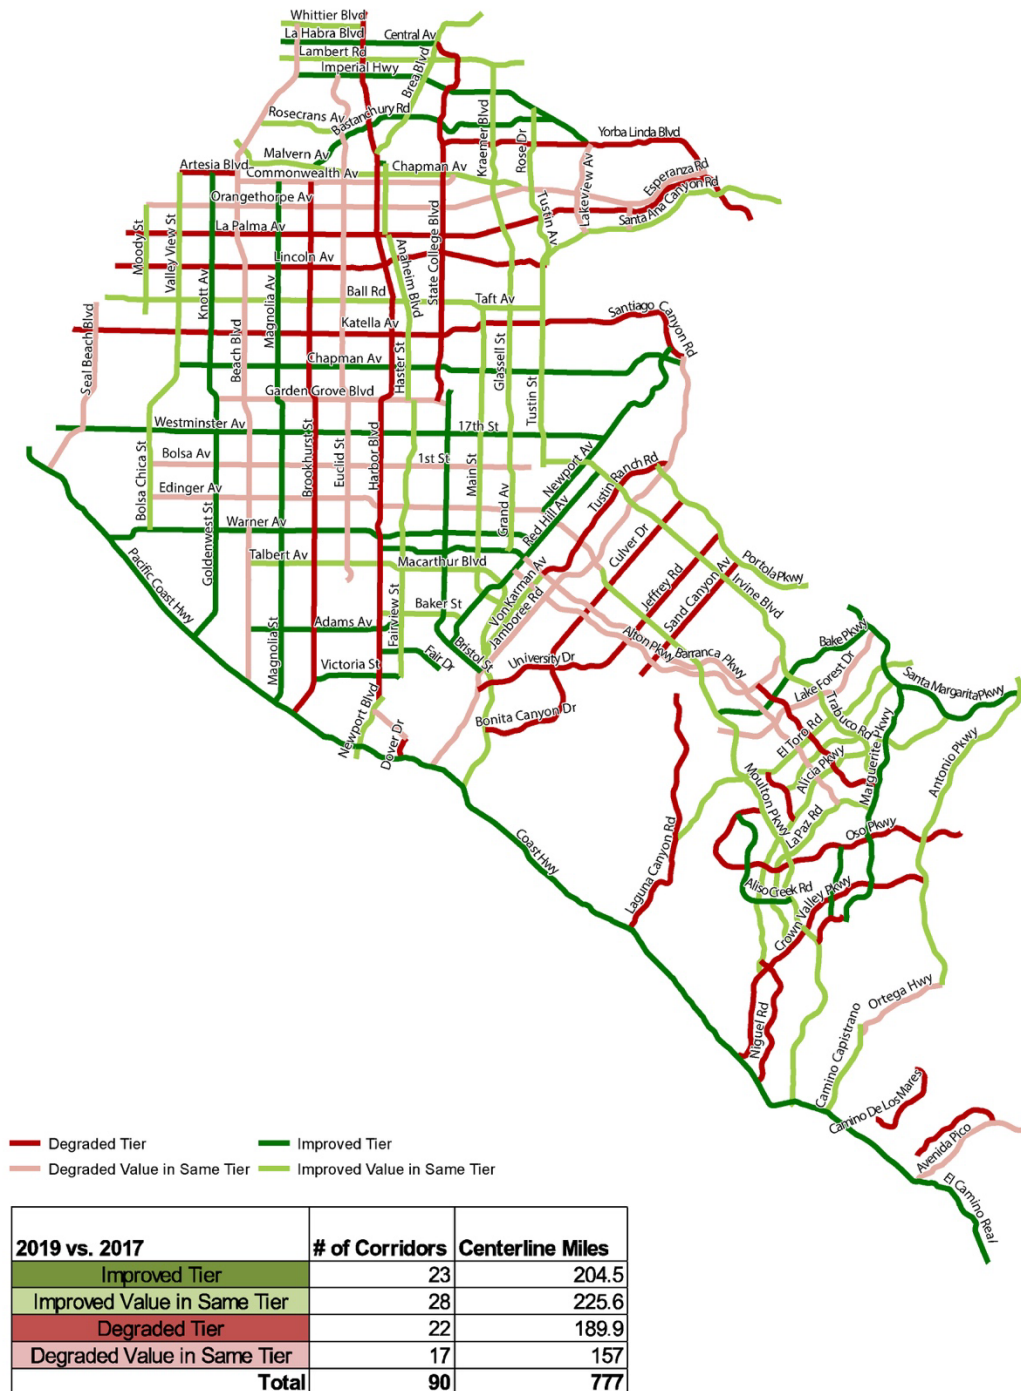 Whittier Blvd
La Habra Blvd
Central Av
Lambert Rd
Imperial Hwy
Brea Blvd
Rosecrans Av
Bastanchury Rd
Kraemer Blvd
Rose Dr
Yorba Linda Blvd
Malvern Av
Chapman Av
Artesia Blvd
Commonwealth Av
Lakeview Av
Esperanza Rd
Orangethorpe Av
Santa Ana Canyon Rd
Tustin Av
La Palma Av
Moody St
Valley View St
Lincoln Av
Knott Av
Magnolia Av
Anaheim Blvd
State College Blvd
Ball Rd
Taft Av
Santiago Canyon Rd
Seal Beach Blvd
Katella Av
Beach Blvd
Haster St
Glassell St
Chapman Av
Tustin St
Garden Grove Blvd
Westminster Av
17th St
Brookhurst St
Euclid St
Harbor Blvd
Newport Av
Bolsa Chica St
Bolsa Av
1st St
Main St
Tustin Ranch Rd
Edinger Av
Grand Av
Red Hill Av
Goldenwest St
Warner Av
Culver Dr
Pacific Coast Hwy
Talbert Av
Macarthur Blvd
Von Karman Av
Jeffrey Rd
Sand Canyon Av
Portola Pkwy
Irvine Blvd
Jamboree Rd
Baker St
Fairview St
Adams Av
Magnolia St
Bristol St
Alton Pkwy
Barranca Pkwy
Bake Pkwy
Victoria St
Fair Dr
University Dr
Lake Forest Dr
Santa Margarita Pkwy
Newport Blvd
Dover Dr
Bonita Canyon Dr
Trabuco Rd
El Toro Rd
Alicia Pkwy
Marguerite Pkwy
Antonio Pkwy
Moulton Pkwy
La Paz Rd
Oso Pkwy
Coast Hwy
Laguna Canyon Rd
Aliso Creek Rd
Crown Valley Pkwy
Ortega Hwy
Niguel Rd
Camino Capistrano
Camino De Los Mares
Avenida Pico
El Camino Real
Degraded Tier
Improved Tier
Degraded Value in Same Tier
Improved Value in Same Tier
2019 vs. 2017 # of Corridors Centerline Miles
Improved Tier 23 204.5
Improved Value in Same Tier 28 225.6
Degraded Tier 22 189.9
Degraded Value in Same Tier 17 157
Total 90 777